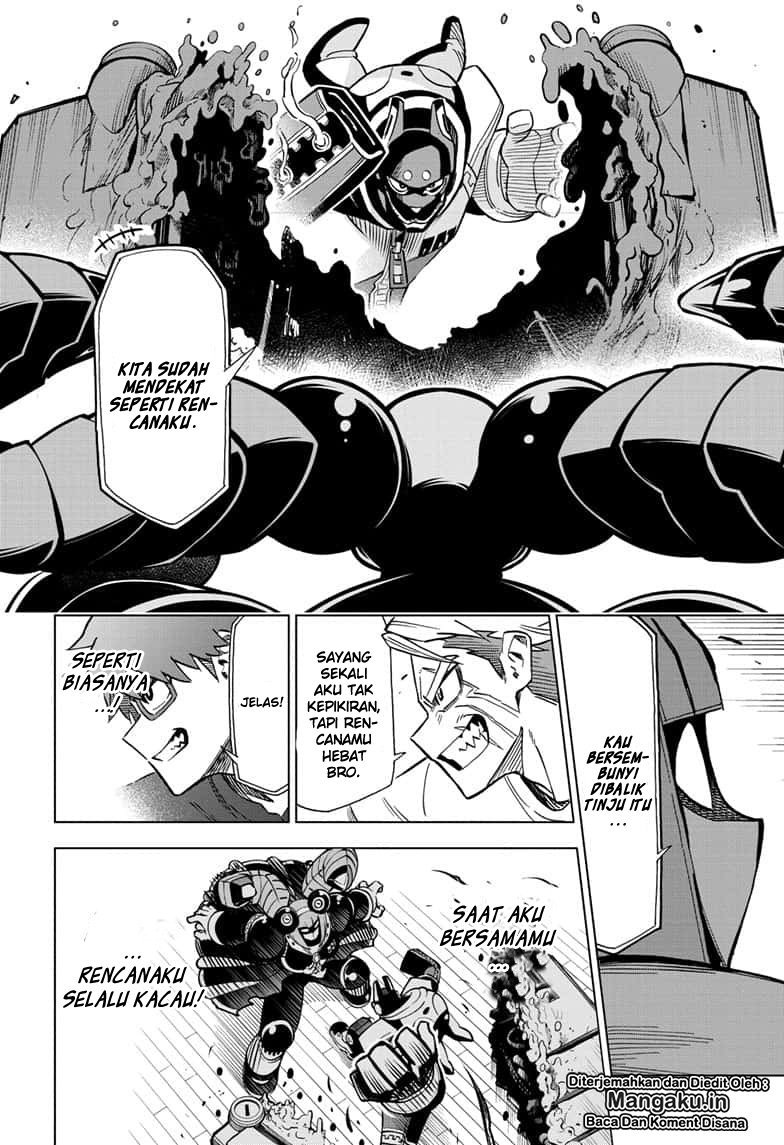 KITA SUDAH
MENDEKAT
SEPERTI REN-
CANAKU.
KAU
BERSEM-
BUNYI
DIBALIK
TINJU ITU
...
SAYANG
SEKALI
AKU TAK
KEPIKIRAN,
TAPI REN-
CANAMU
HEBAT
BRO.
JELAS!
SEPERTI
BIASANYA
...!
SAAT AKU
BERSAMAMU
...
...
RENCANAKU
SELALU KACAU!
Diterjemahkan dan Diedit Oleh:
Mangaku.in
Baca Dan Koment Disana